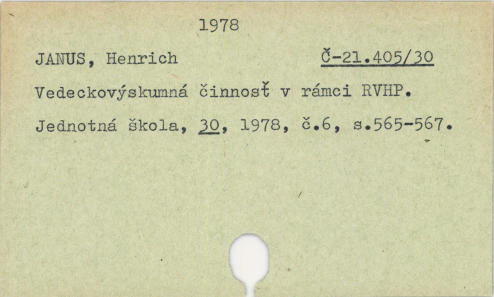 1978
JANUS, Henrich Č-21.405/30
Vedeckovýskumná činnosť v rámci RVHP.
Jednotná škola, 30, 1978, č.6, s.565-567.